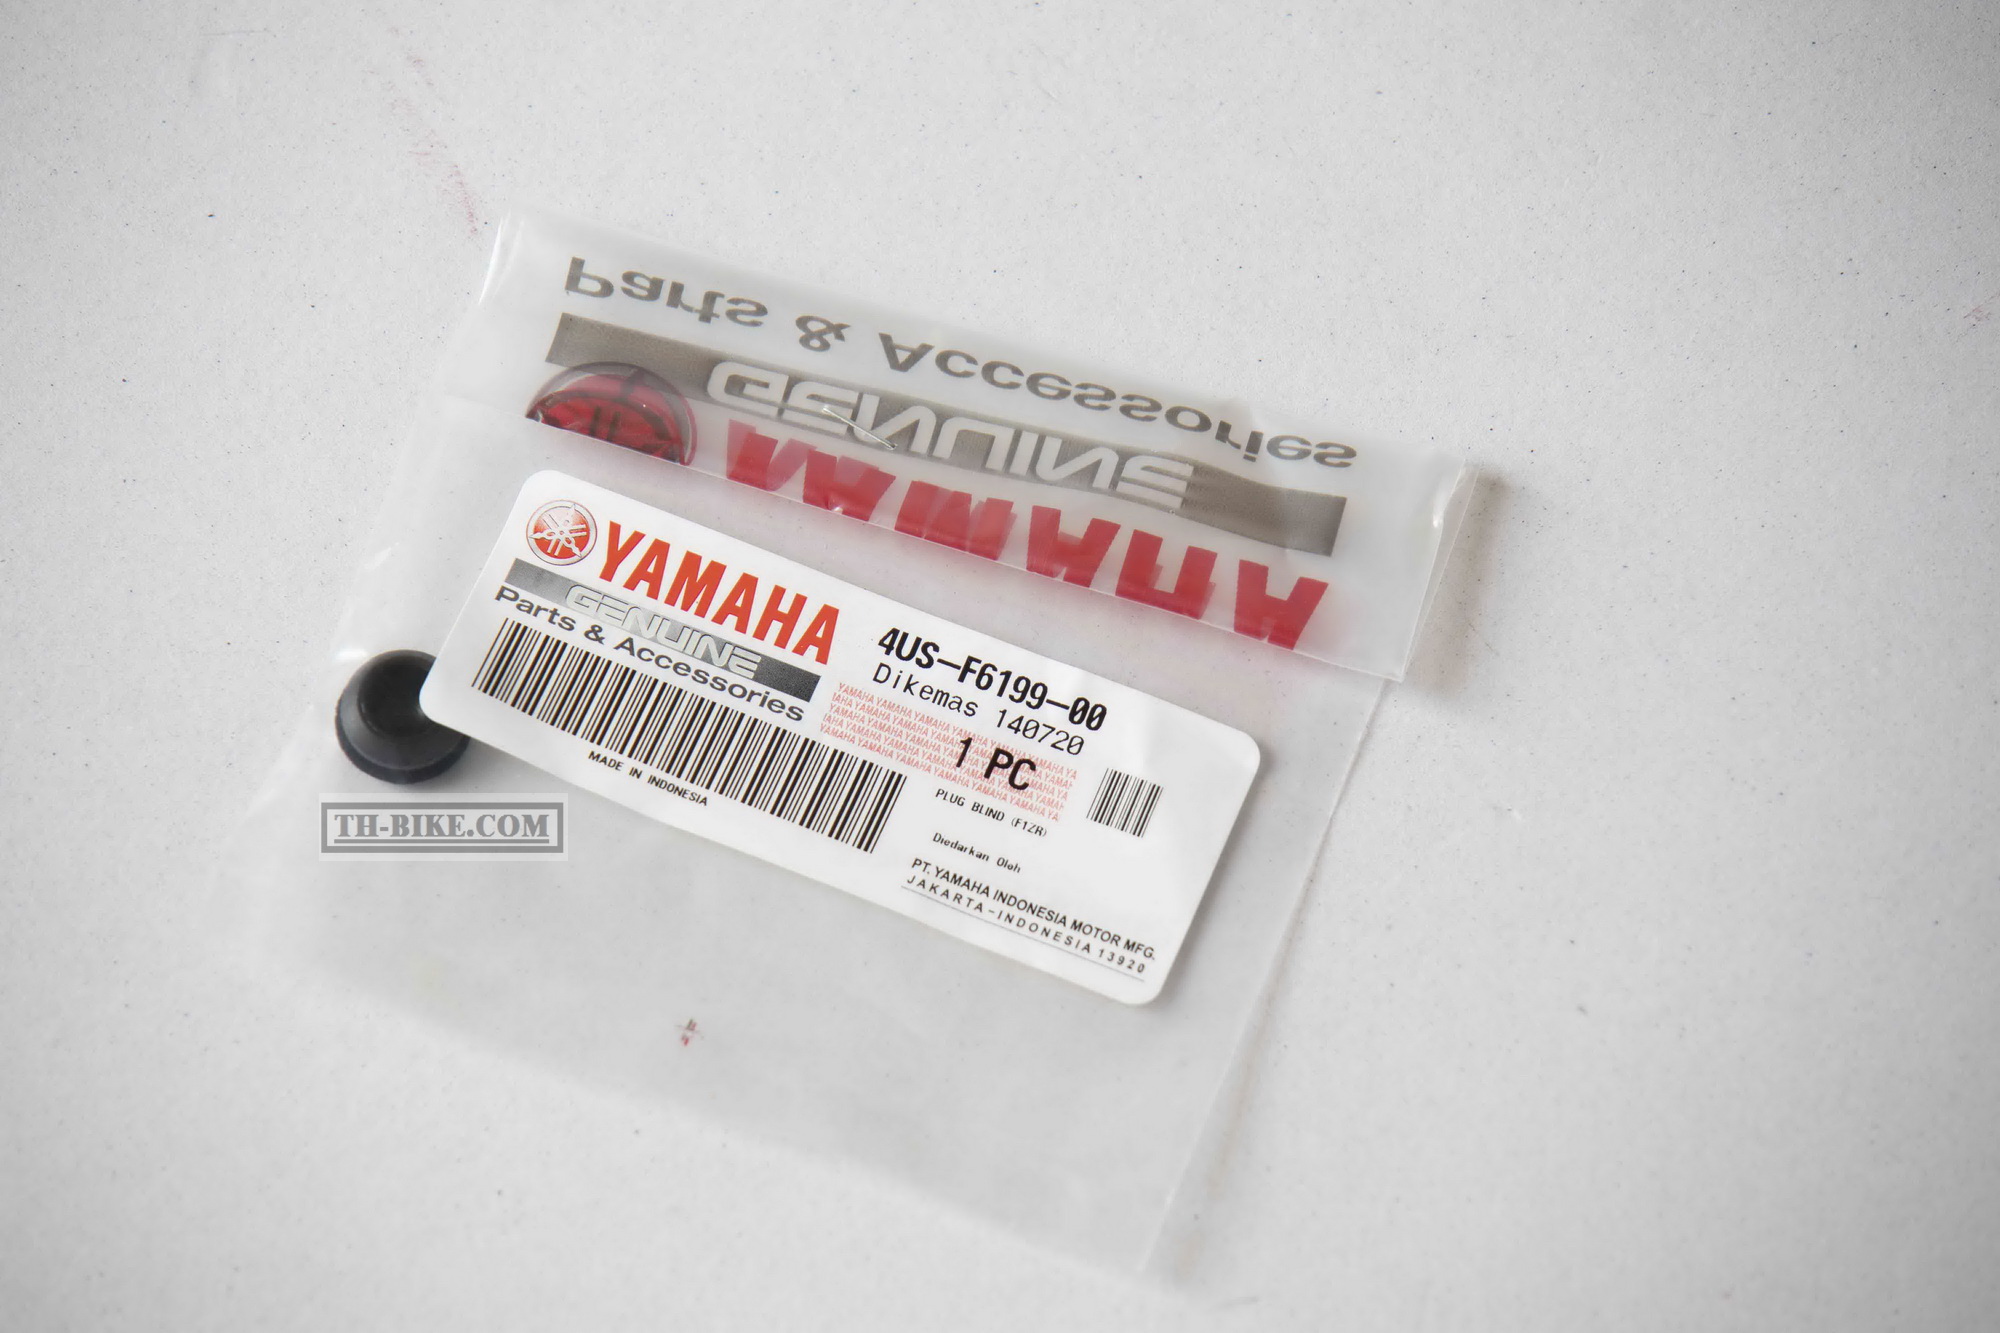 Parts & Accessories
GENUINE
YAMAHA
YAMAHA
GENUINE
Parts & Accessories
MADE IN INDONESIA
4US-F6199-00
Dikemas 140720
1 PC
PLUG BLIND (F1ZR)
Diedarkan Oleh
PT. YAMAHA INDONESIA MOTOR MFG.
JAKARTA-INDONESIA 13920
TH-BIKE.COM